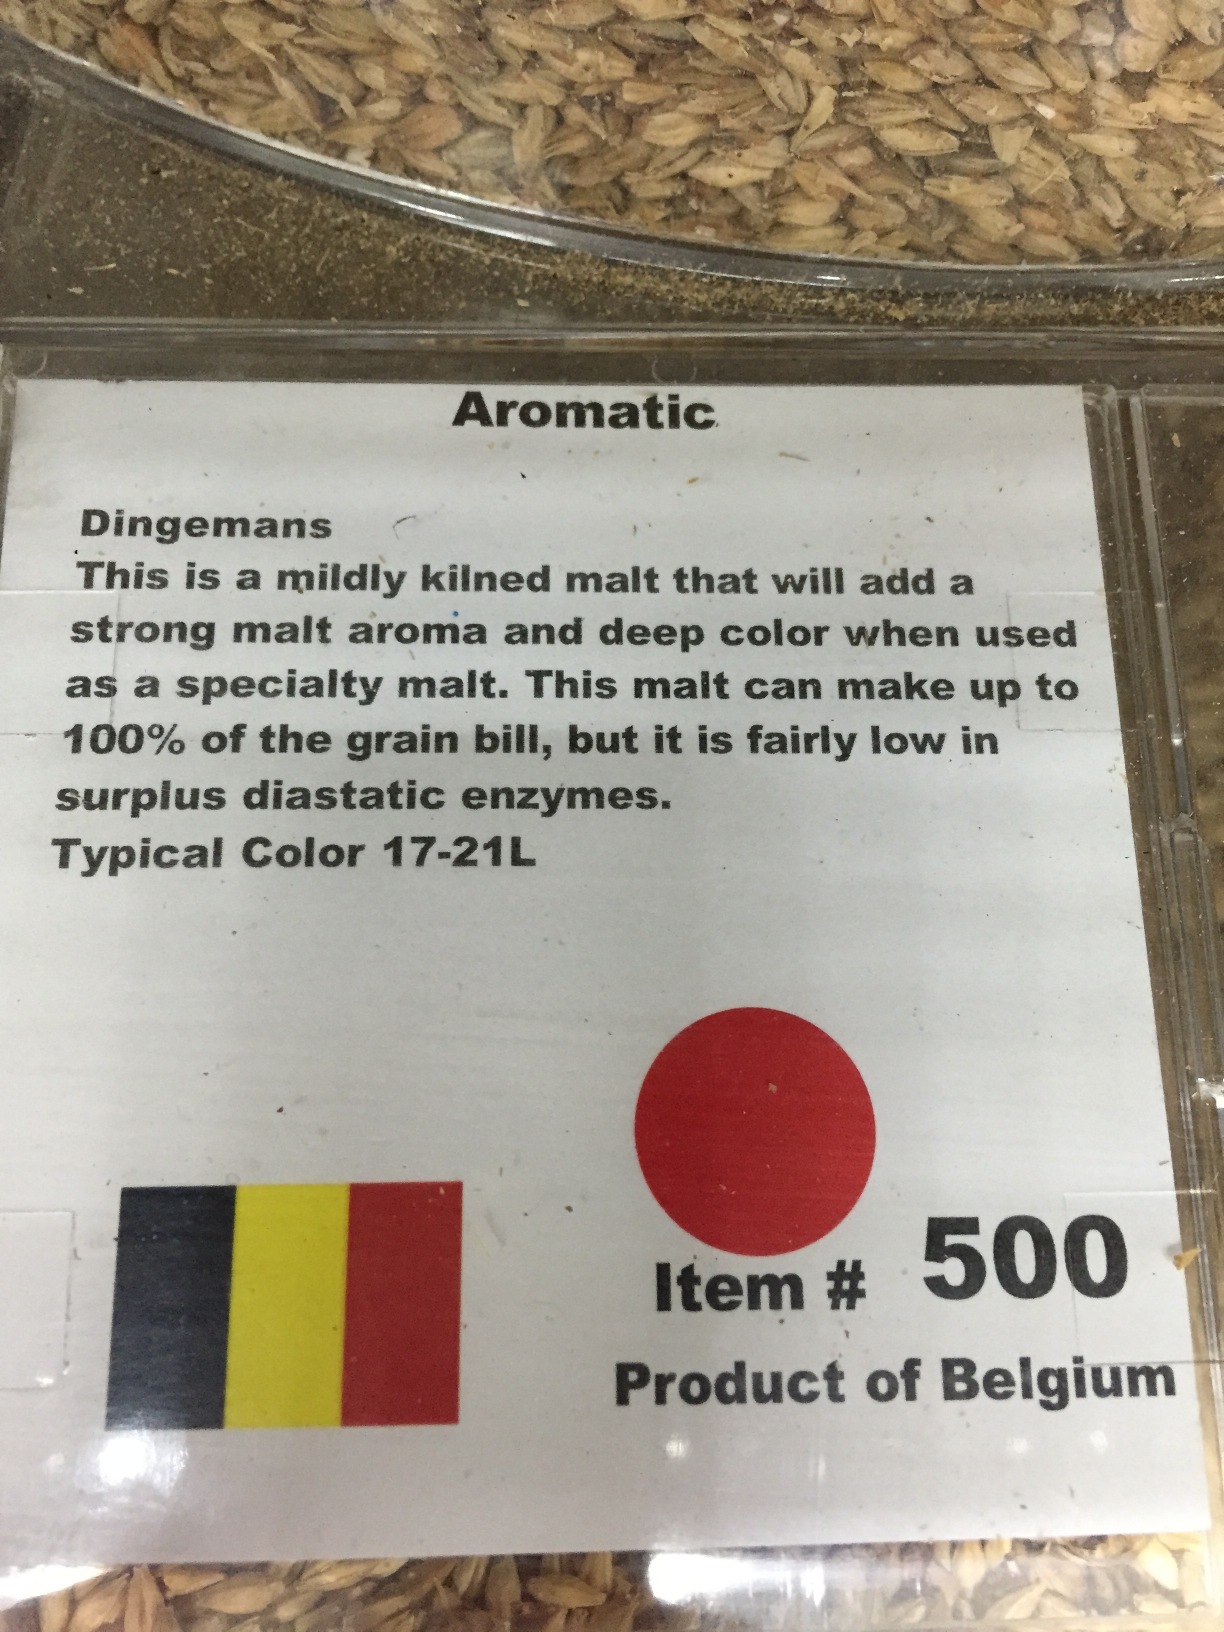 Aromatic
Dingemans
This is a mildly kilned malt that will add a
strong malt aroma and deep color when used
as a specialty malt. This malt can make up to
100% of the grain bill, but it is fairly low in
surplus diastatic enzymes.
Typical Color 17-21L
Item # 500
Product of Belgium